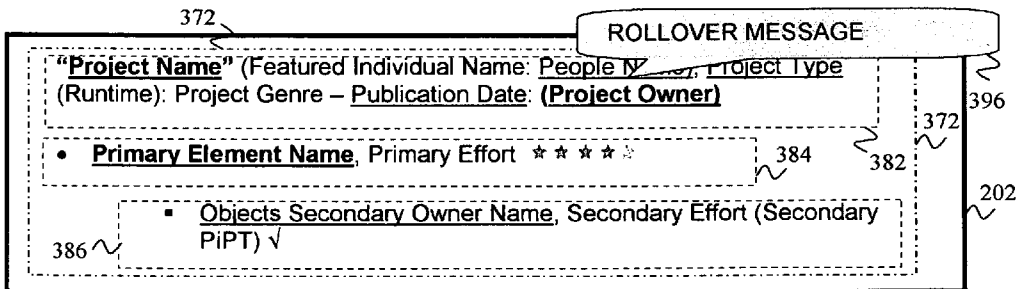 372
ROLLOVER MESSAGE
"Project Name" (Featured Individual Name: People Name), Project Type
(Runtime): Project Genre – Publication Date: (Project Owner)
396
372
382
• Primary Element Name, Primary Effort ☆ ☆ ☆ ☆ ☆
384
202
▪ Objects Secondary Owner Name, Secondary Effort (Secondary
PiPT) √
386